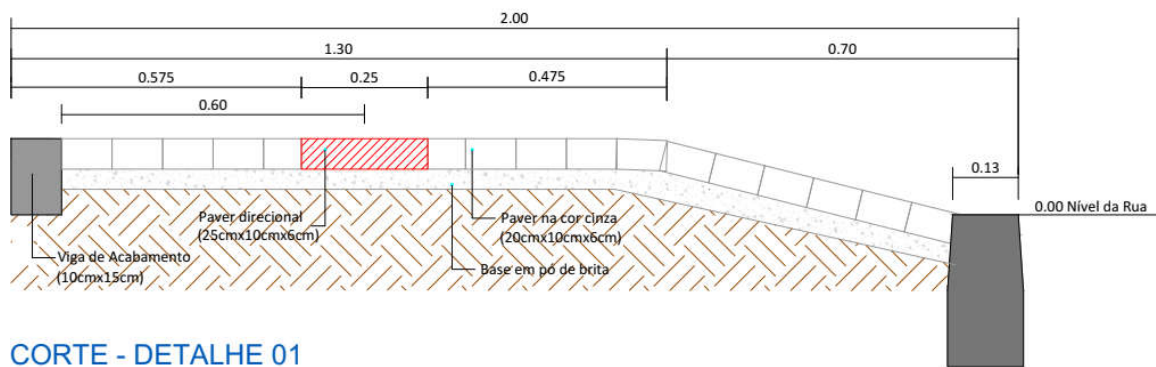 2.00
1.30
0.70
0.575
0.25
0.475
0.60
0.13
0.00 Nível da Rua
Paver direcional
(25cmx10cmx6cm)
Paver na cor cinza
(20cmx10cmx6cm)
Viga de Acabamento
(10cmx15cm)
Base em pó de brita
CORTE - DETALHE 01